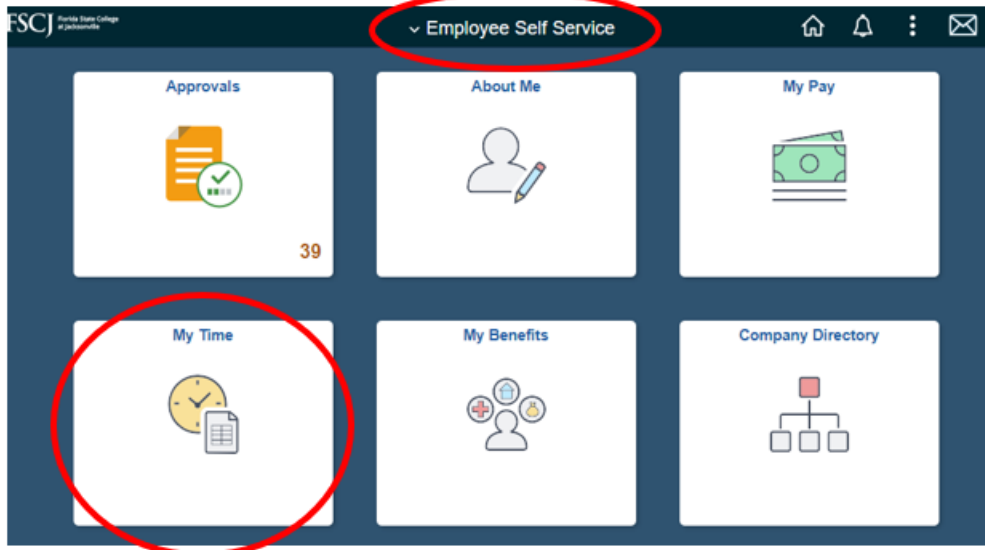 FSCJ Florida State College
at Jacksonville
Employee Self Service
Approvals
About Me
My Pay
39
My Time
My Benefits
Company Directory